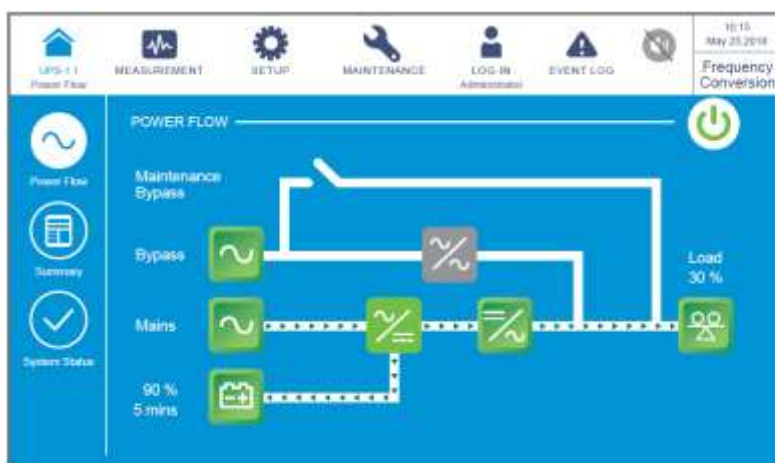 10:15
May 25,2018
UPS-1.1
Power Flow
MEASUREMENT
SETUP
MAINTENANCE
LOG-IN
Administrator
EVENT LOG
Frequency
Conversion
POWER FLOW
Power Flow
Maintenance
Bypass
Bypass
Summary
Load
30 %
Mains
System Status
90 %
5 mins